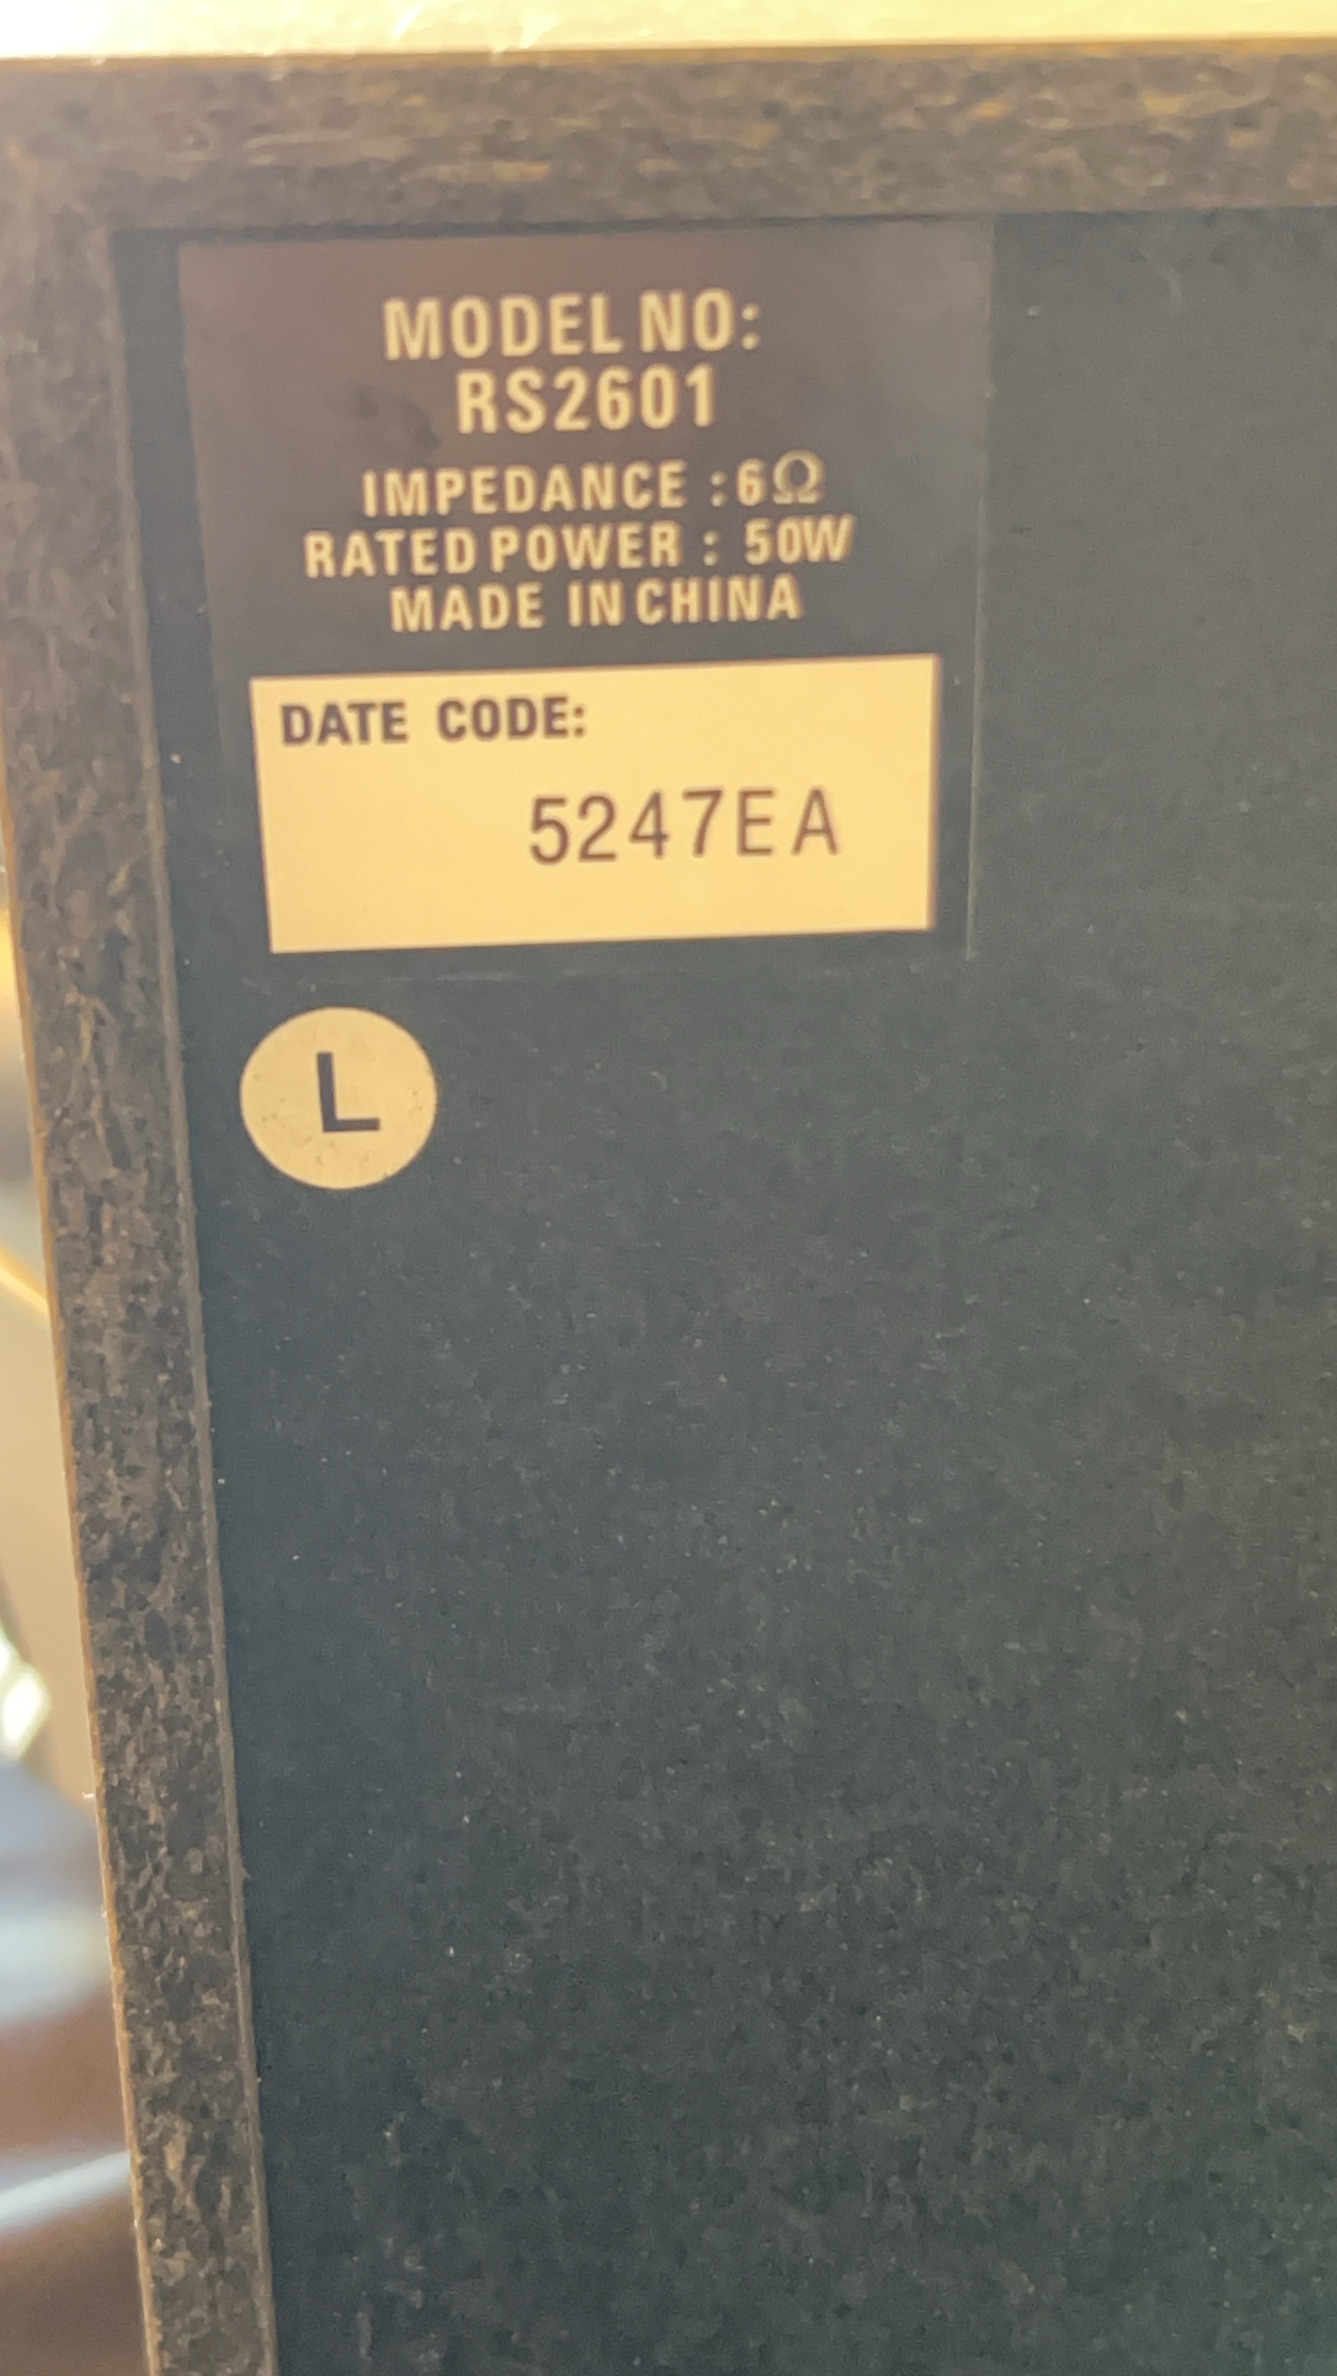 MODEL NO:
RS2601
IMPEDANCE : 6Ω
RATED POWER : 50W
MADE IN CHINA
DATE CODE:
5247EA
L